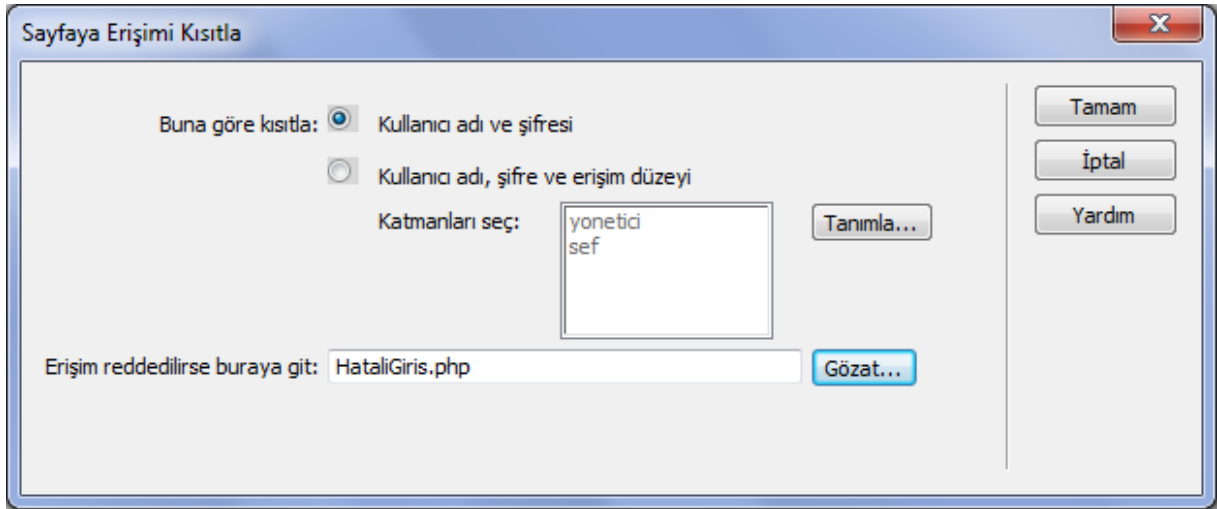 Sayfaya Erişimi Kısıtla
Buna göre kısıtla: Kullanıcı adı ve şifresi
Kullanıcı adı, şifre ve erişim düzeyi
Katmanları seç: yonetici
sef
Tanımla...
Erişim reddedilirse buraya git: HataliGiris.php Gözat...
Tamam
İptal
Yardım